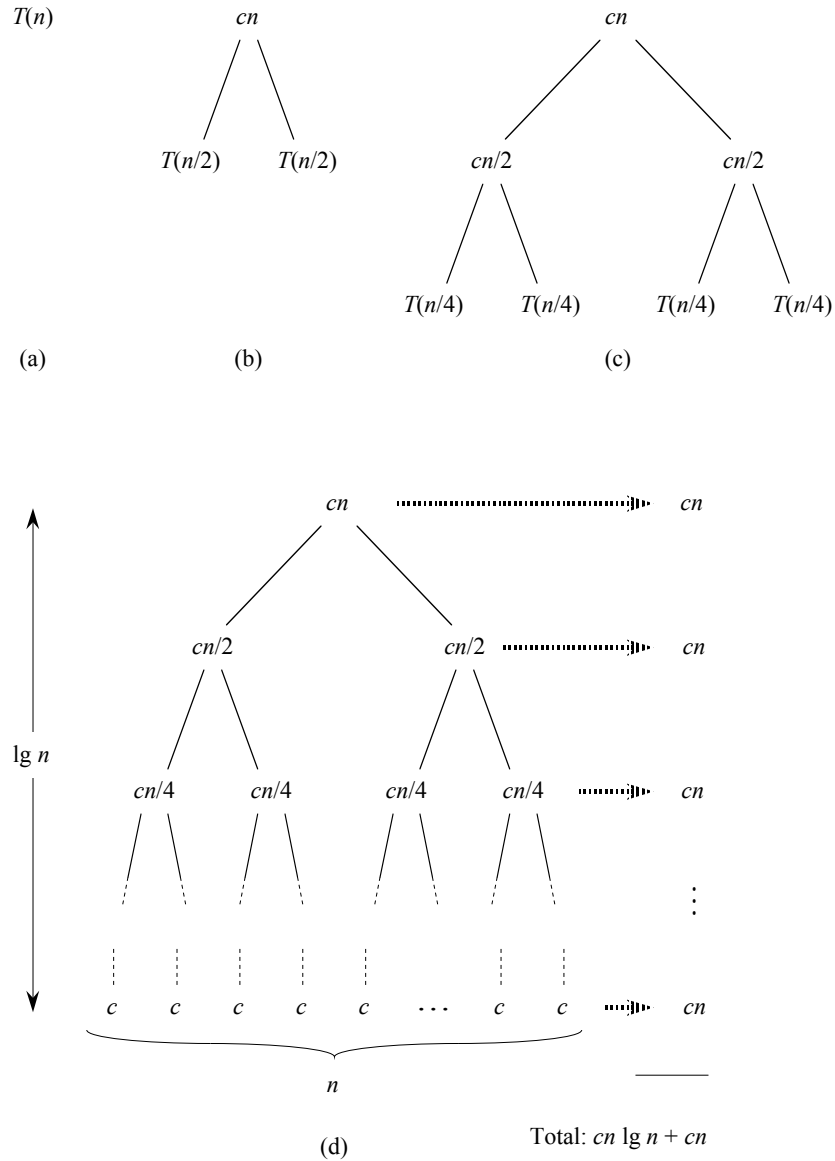 T(n) cn cn
T(n/2) T(n/2) cn/2 cn/2
T(n/4) T(n/4) T(n/4) T(n/4)
(a) (b) (c)
cn cn
cn/2 cn/2 cn
lg n
cn/4 cn/4 cn/4 cn/4 cn
⋮
c c c c c … c c cn
n
(d) Total: cn lg n + cn